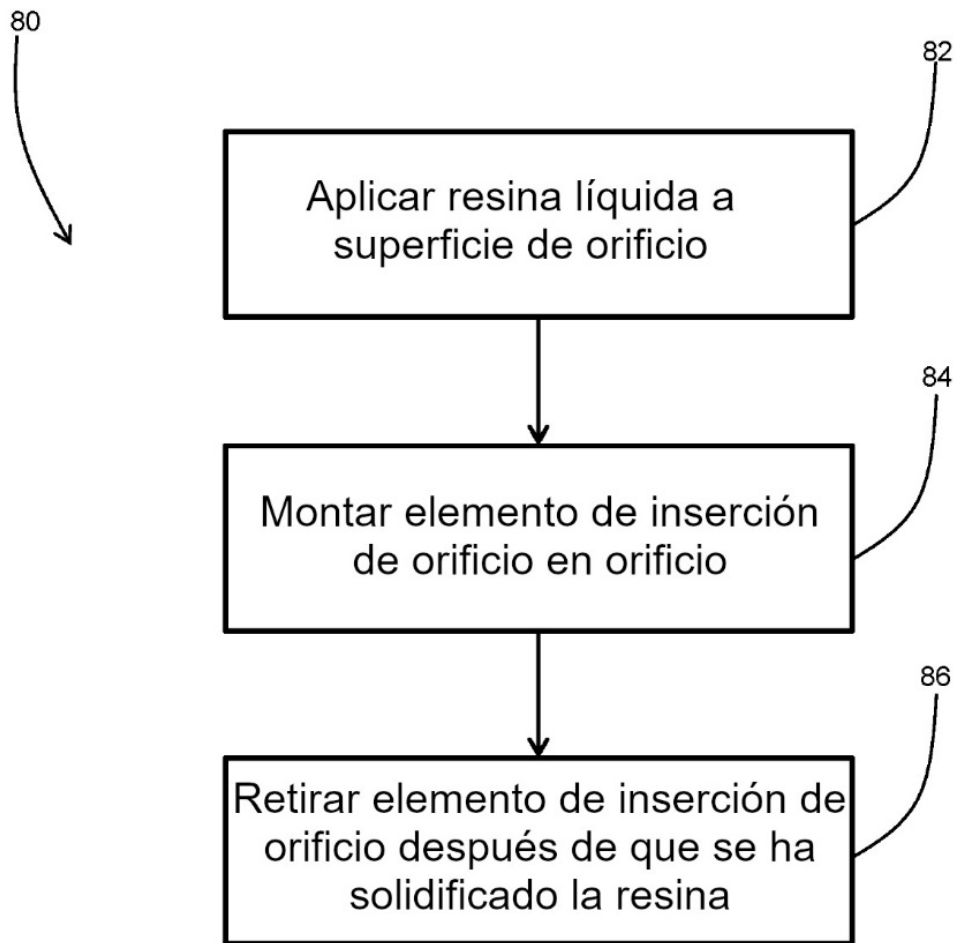 80
82
Aplicar resina líquida a
superficie de orificio
84
Montar elemento de inserción
de orificio en orificio
86
Retirar elemento de inserción de
orificio después de que se ha
solidificado la resina